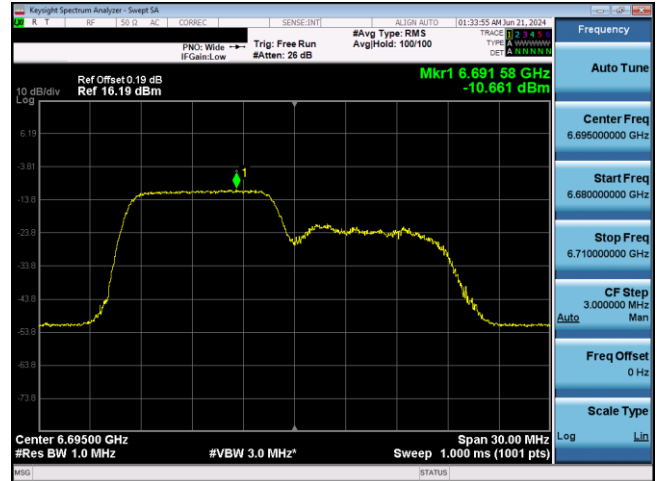 Keysight Spectrum Analyzer - Swept SA
LXI R T RF 50 Ω AC CORREC SENSE:INT ALIGN AUTO 01:33:55 AM Jun 21, 2024
PNO: Wide
IFGain:Low
Trig: Free Run
#Atten: 26 dB
#Avg Type: RMS
Avg|Hold: 100/100
TRACE 1 2 3 4 5 6
TYPE A WWWWW
DET A N N N N N
Ref Offset 0.19 dB
10 dB/div Ref 16.19 dBm
Log
Mkr1 6.691 58 GHz
-10.661 dBm
6.19
-3.81
1
-13.8
-23.8
-33.8
-43.8
-53.8
-63.8
-73.8
Center 6.69500 GHz Span 30.00 MHz
#Res BW 1.0 MHz #VBW 3.0 MHz* Sweep 1.000 ms (1001 pts)
MSG STATUS
Frequency
Auto Tune
Center Freq
6.695000000 GHz
Start Freq
6.680000000 GHz
Stop Freq
6.710000000 GHz
CF Step
3.000000 MHz
Auto Man
Freq Offset
0 Hz
Scale Type
Log Lin